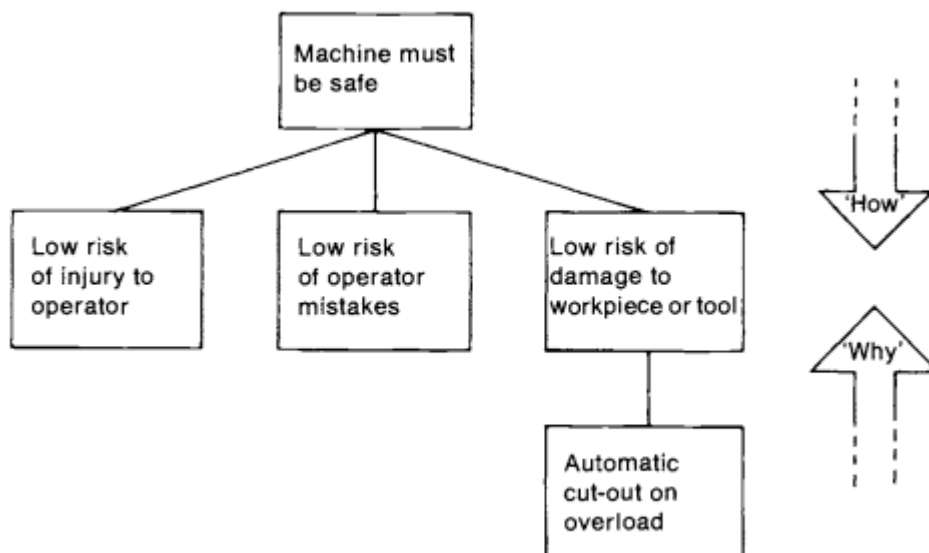 Machine must
be safe
Low risk
of injury to
operator
Low risk
of operator
mistakes
Low risk of
damage to
workpiece or tool
'How'
'Why'
Automatic
cut-out on
overload